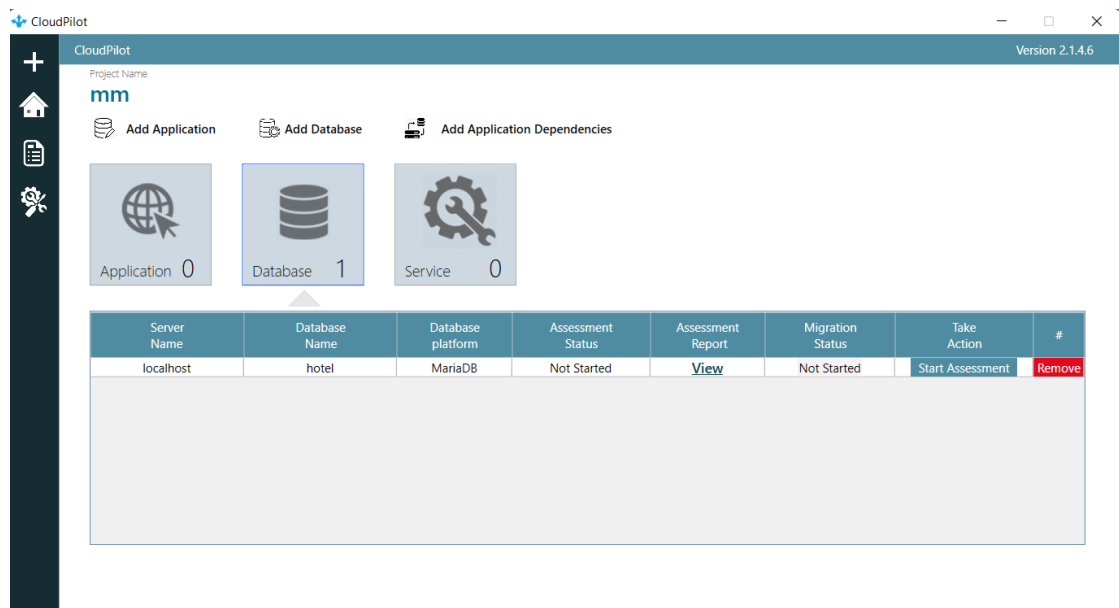 CloudPilot
CloudPilot Version 2.1.4.6
Project Name
mm
Add Application Add Database Add Application Dependencies
Application 0 Database 1 Service 0
Server Name Database Name Database platform Assessment Status Assessment Report Migration Status Take Action #
localhost hotel MariaDB Not Started View Not Started Start Assessment Remove